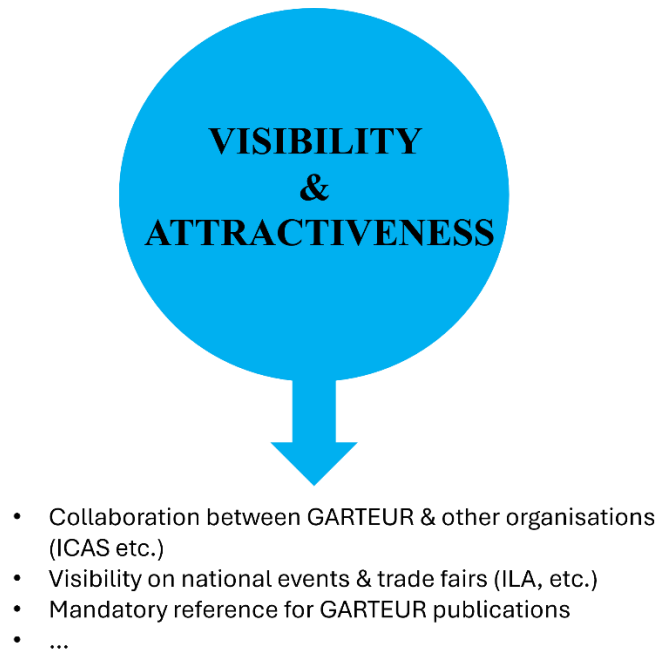 VISIBILITY
&
ATTRACTIVENESS
• Collaboration between GARTEUR & other organisations
(ICAS etc.)
• Visibility on national events & trade fairs (ILA, etc.)
• Mandatory reference for GARTEUR publications
• ...